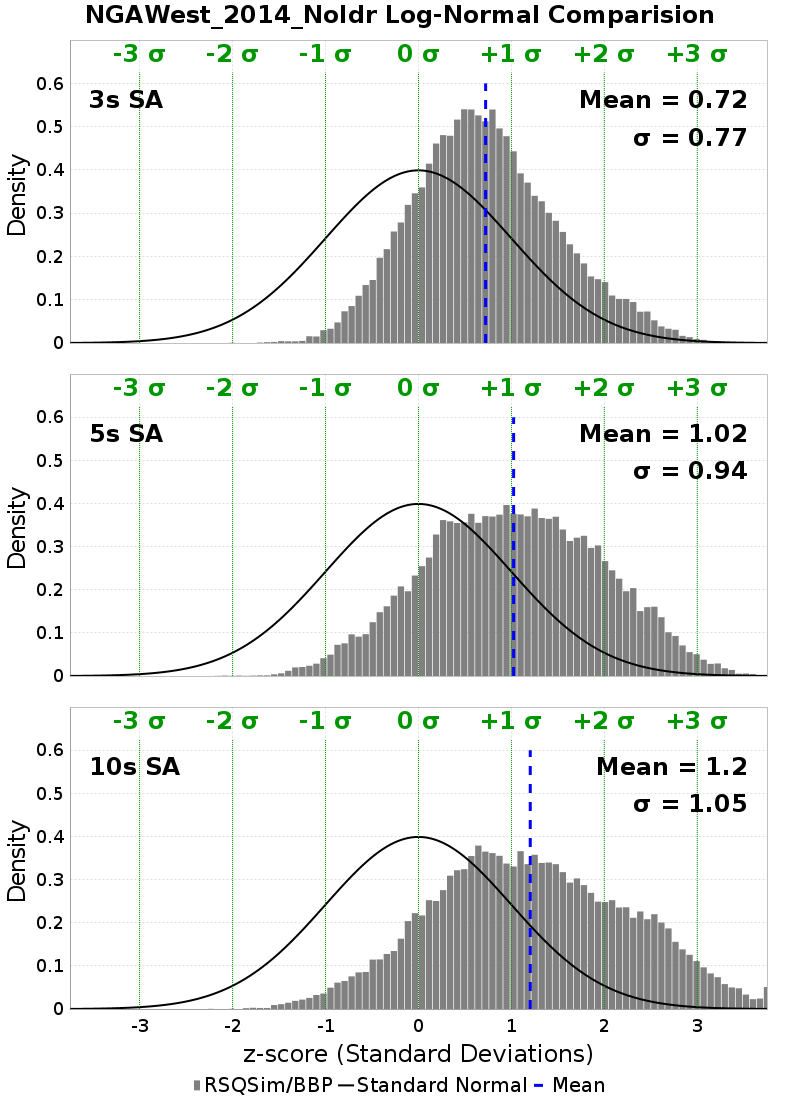 NGAWest_2014_NoIdr Log-Normal Comparision
-3 σ -2 σ -1 σ 0 σ +1 σ +2 σ +3 σ
3s SA
Mean = 0.72
σ = 0.77
Density
0.6
0.5
0.4
0.3
0.2
0.1
0
-3 σ -2 σ -1 σ 0 σ +1 σ +2 σ +3 σ
5s SA
Mean = 1.02
σ = 0.94
Density
0.6
0.5
0.4
0.3
0.2
0.1
0
-3 σ -2 σ -1 σ 0 σ +1 σ +2 σ +3 σ
10s SA
Mean = 1.2
σ = 1.05
Density
0.6
0.5
0.4
0.3
0.2
0.1
0
-3 -2 -1 0 1 2 3
z-score (Standard Deviations)
RSQSim/BBP Standard Normal Mean